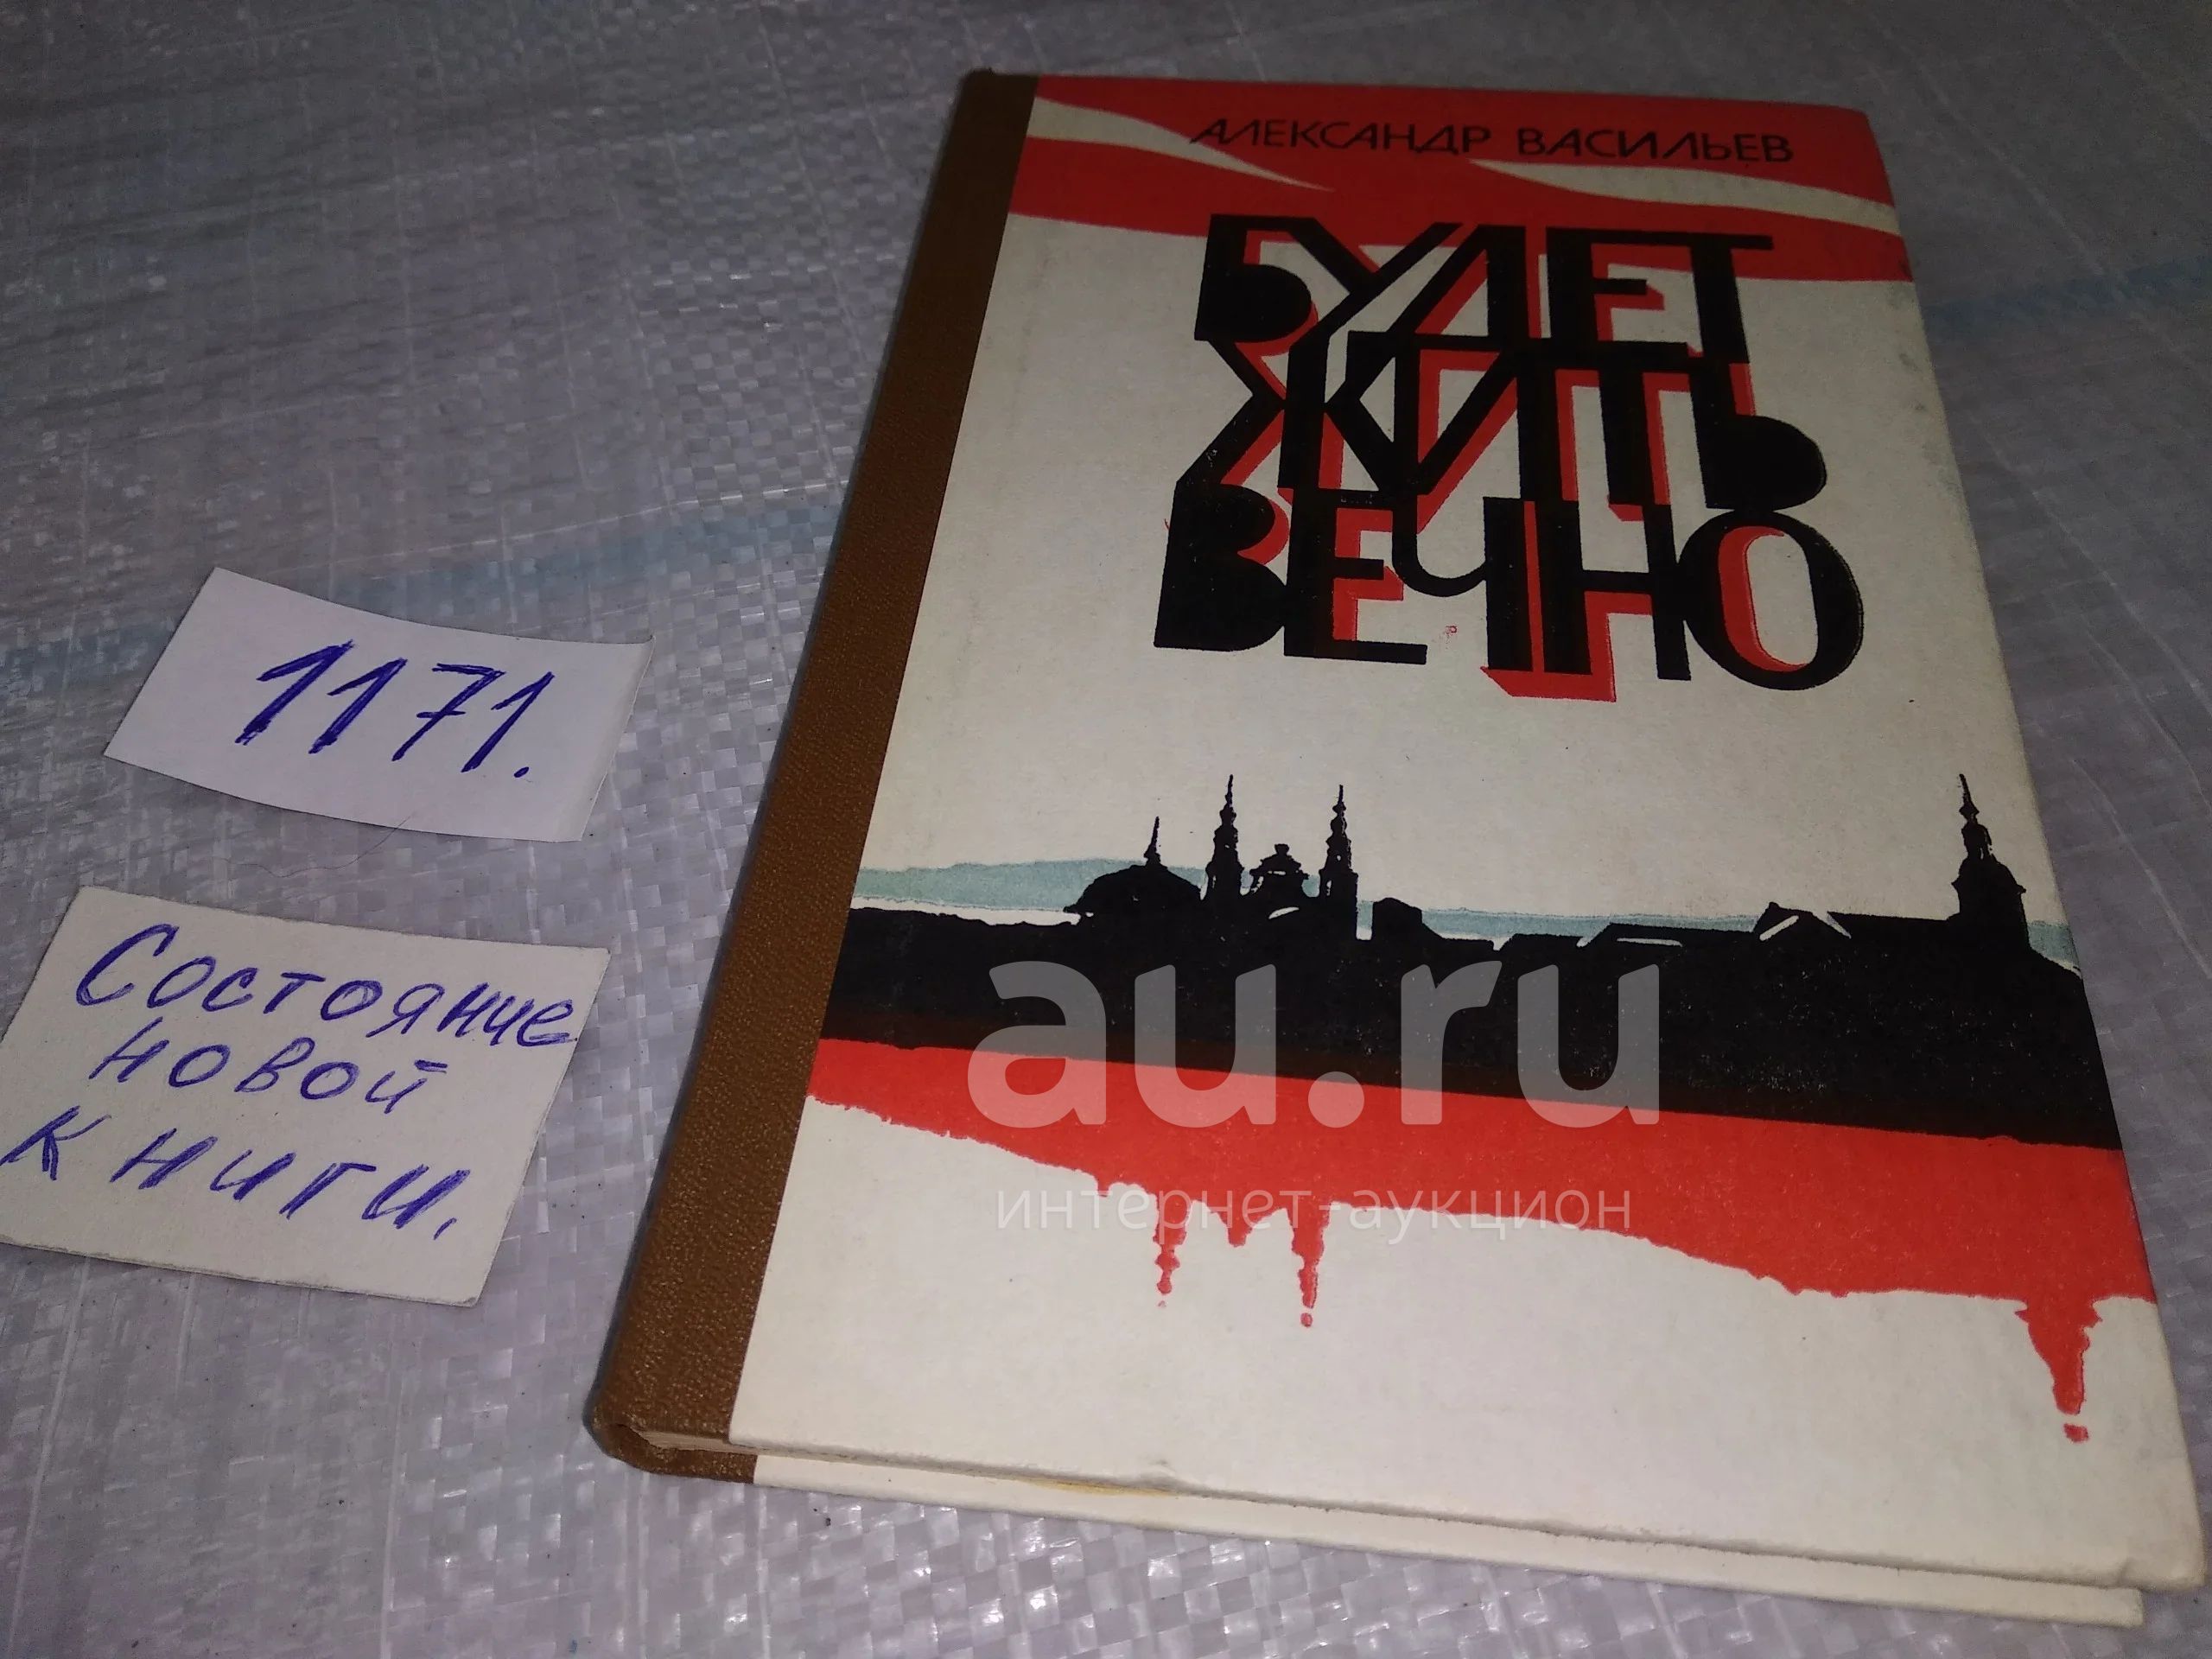 АЛЕКСАНДР ВАСИЛЬЕВ
БУДЕТ
ЖИТЬ
ВЕЧНО
1171.
Состояние
новой
книги.
au.ru
интернет-аукцион